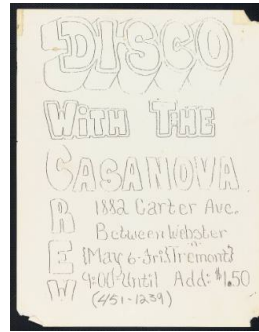 DISCO
WITH THE
CASANOVA
REW
1882 Carter Ave.
Between Webster
{May 6-Fri} Tremont}
9:00 Until Add: $1.50
(451-1239)